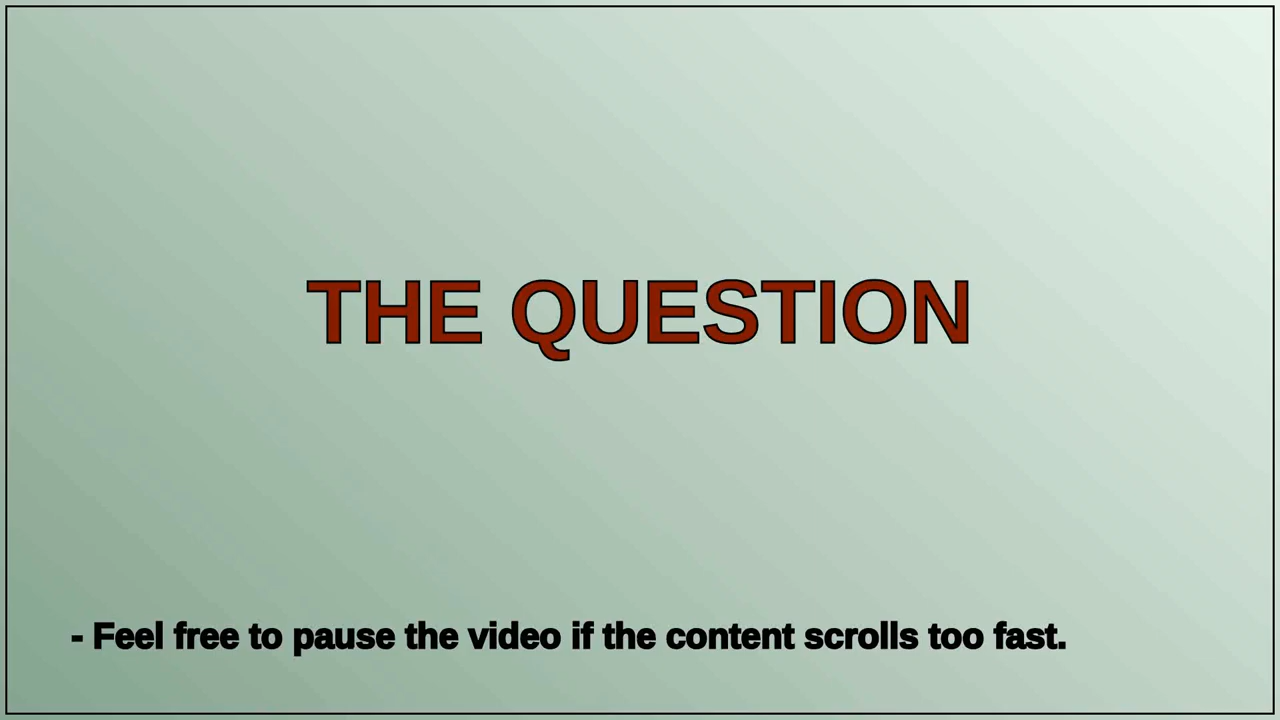 THE QUESTION
- Feel free to pause the video if the content scrolls too fast.